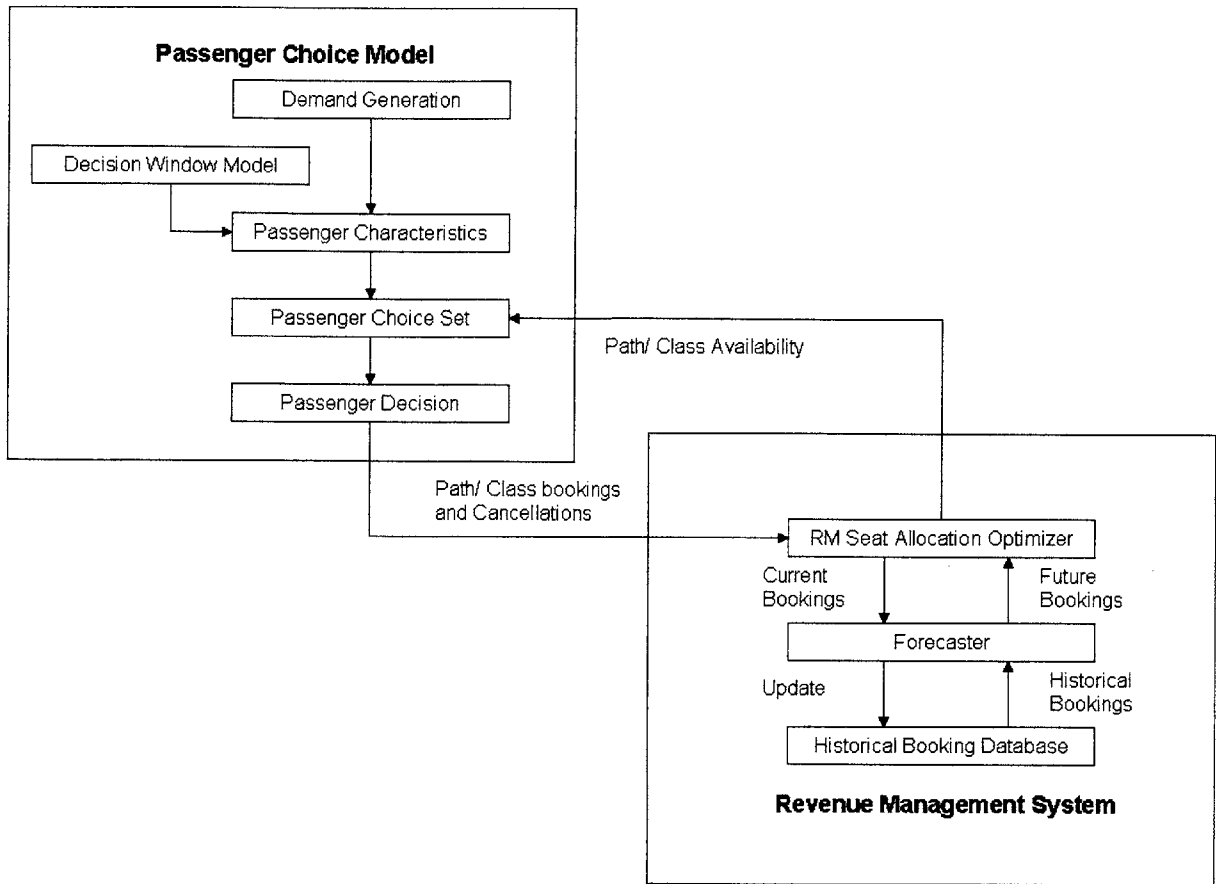 Passenger Choice Model
Demand Generation
Decision Window Model
Passenger Characteristics
Passenger Choice Set
Path/ Class Availability
Passenger Decision
Path/ Class bookings
and Cancellations
RM Seat Allocation Optimizer
Current
Bookings
Future
Bookings
Forecaster
Update
Historical
Bookings
Historical Booking Database
Revenue Management System